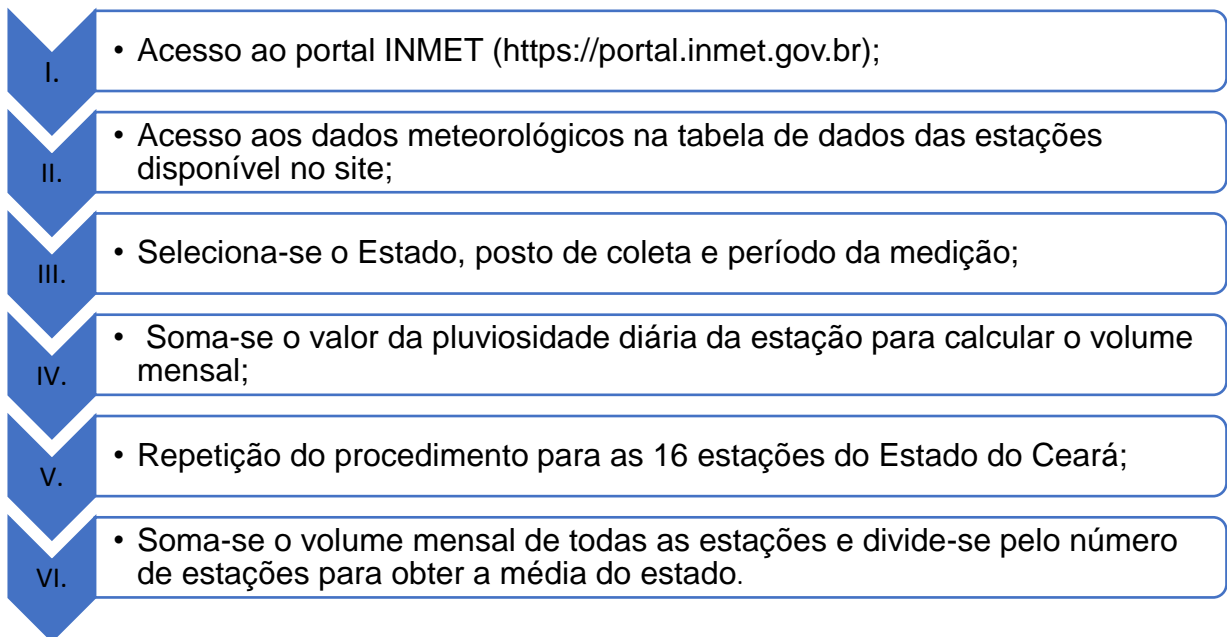 I.
• Acesso ao portal INMET (https://portal.inmet.gov.br);
II.
• Acesso aos dados meteorológicos na tabela de dados das estações
disponível no site;
III.
• Seleciona-se o Estado, posto de coleta e período da medição;
IV.
• Soma-se o valor da pluviosidade diária da estação para calcular o volume
mensal;
V.
• Repetição do procedimento para as 16 estações do Estado do Ceará;
VI.
• Soma-se o volume mensal de todas as estações e divide-se pelo número
de estações para obter a média do estado.